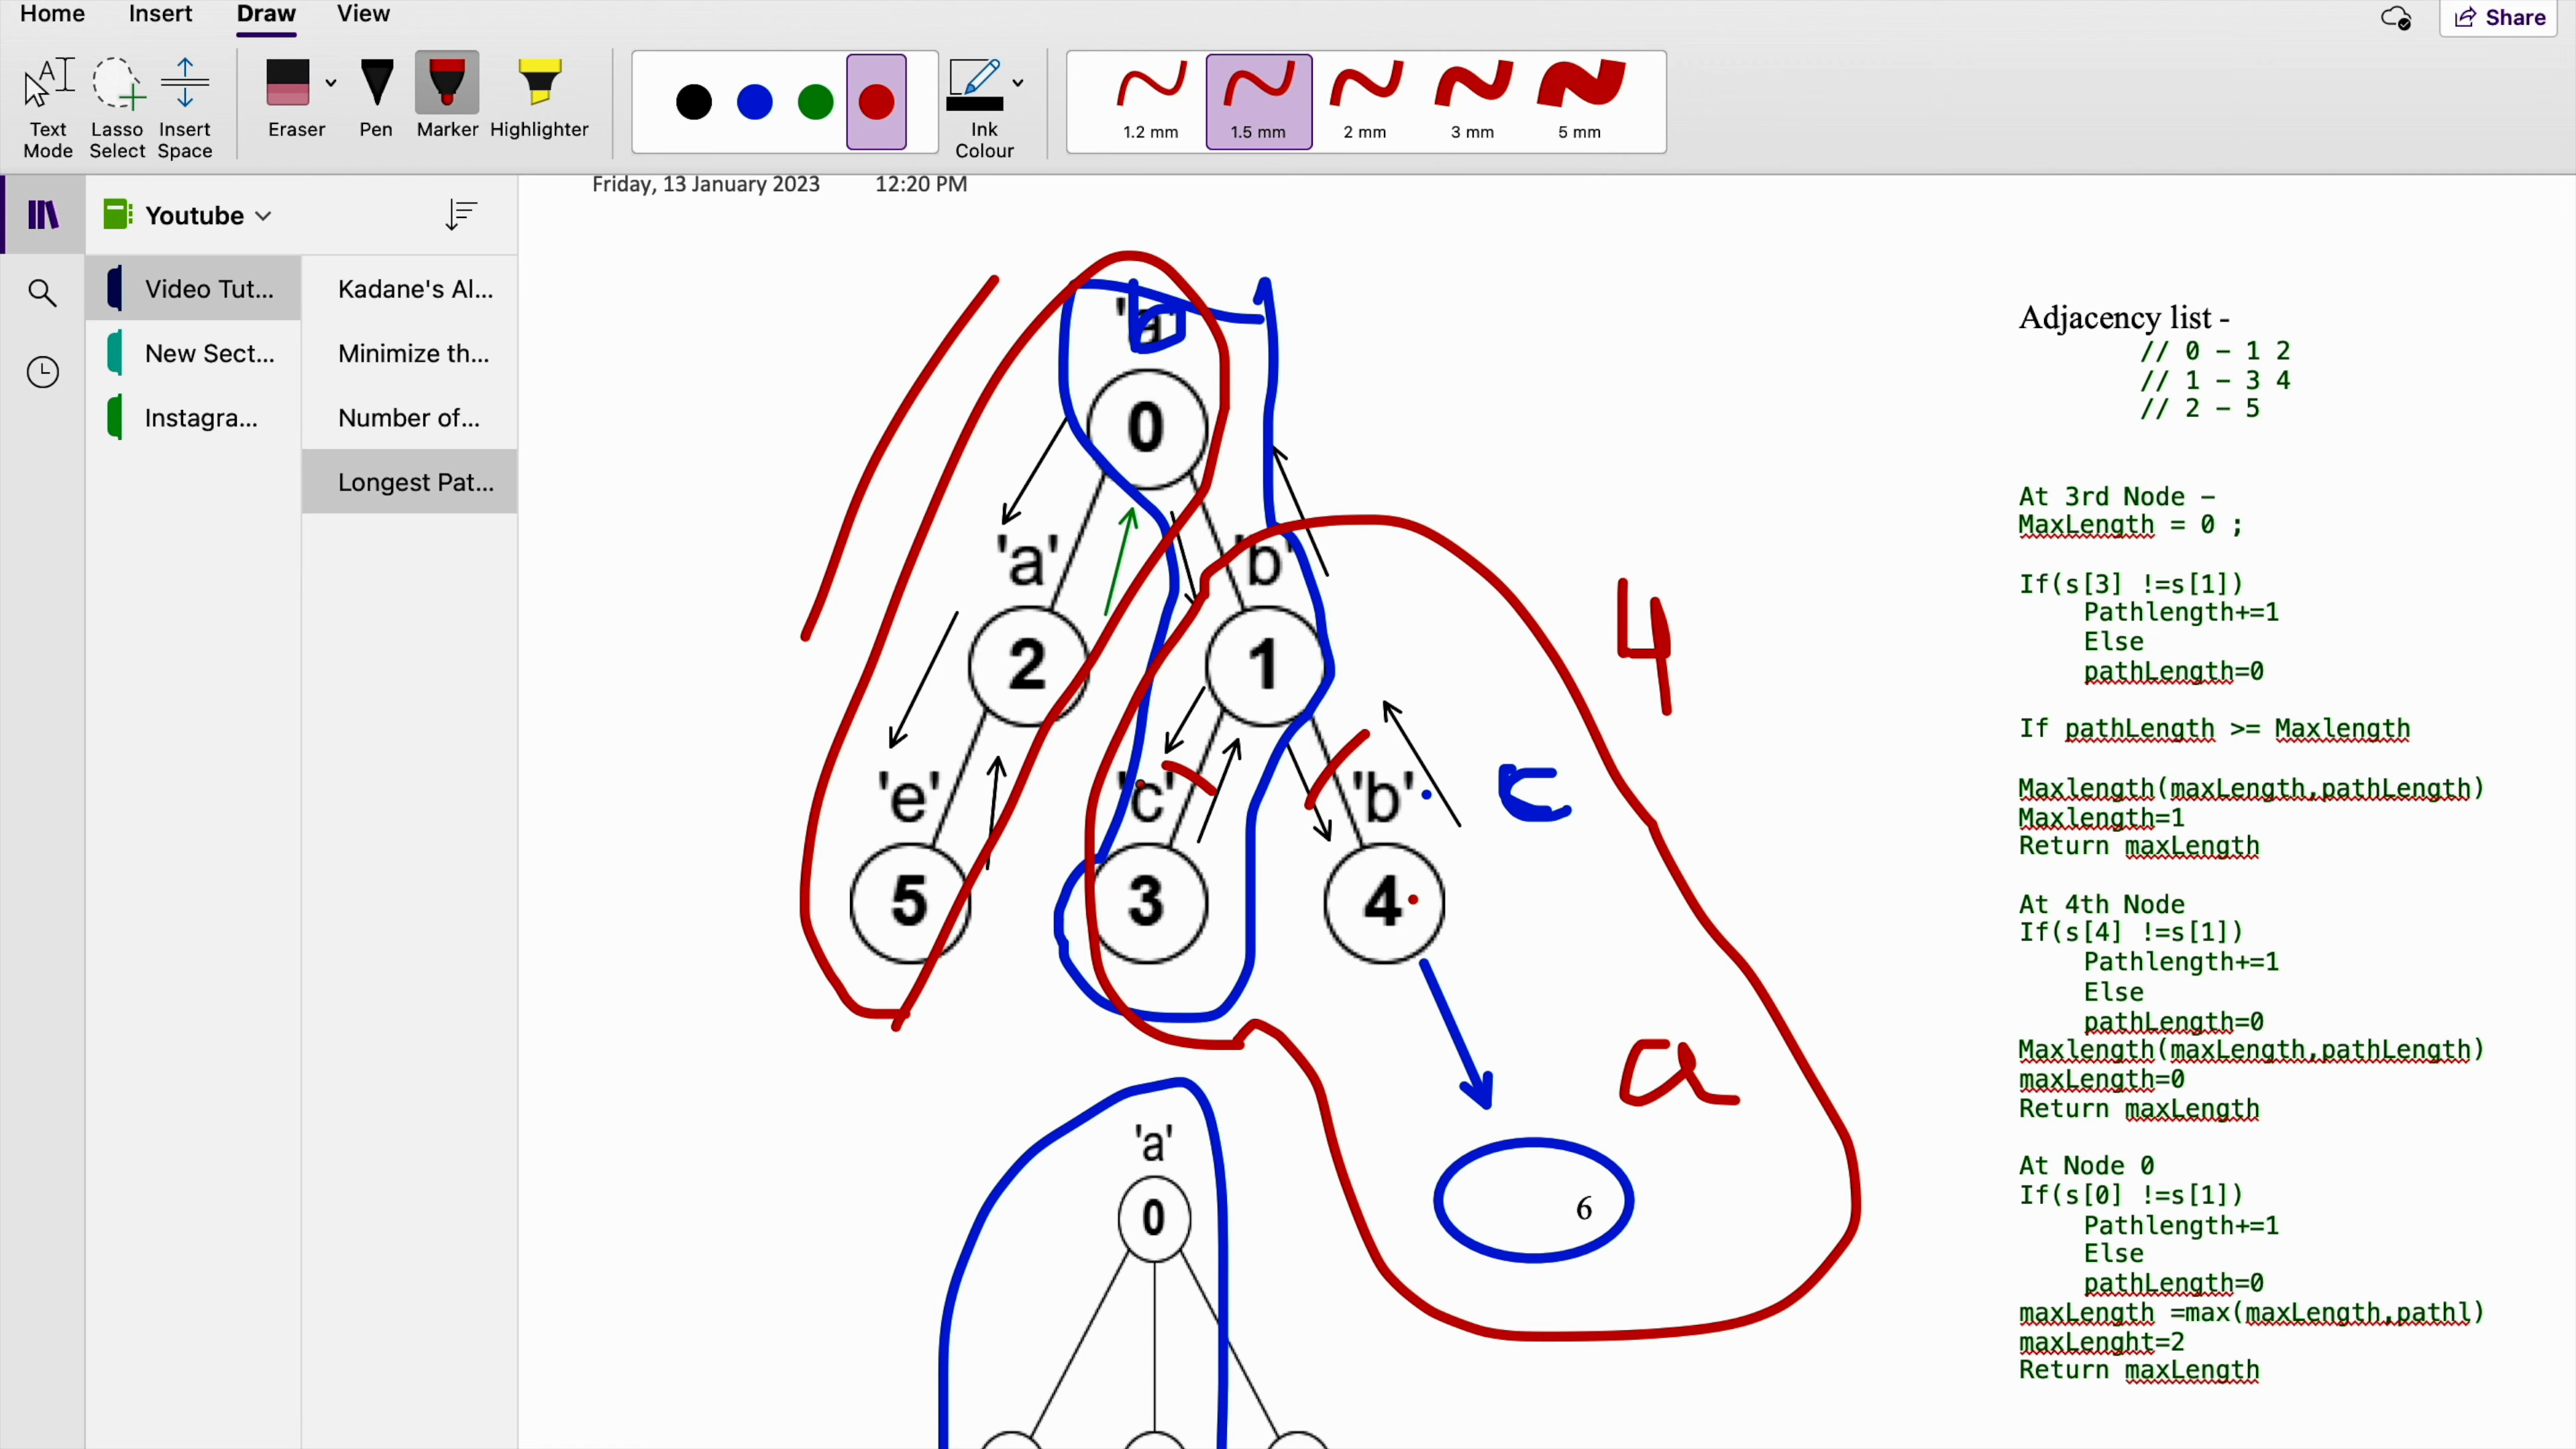 Home Insert Draw View
Share
Text Mode
Lasso Select
Insert Space
Eraser
Pen
Marker
Highlighter
Ink Colour
1.2 mm
1.5 mm
2 mm
3 mm
5 mm
Friday, 13 January 2023 12:20 PM
Youtube
Video Tut...
New Sect...
Instagra...
Kadane's Al...
Minimize th...
Number of...
Longest Pat...
'a'
b
0
'a'
'b'
2
1
4
'e'
'c'
'b'
c
5
3
4
a
6
'a'
0
Adjacency list -
// 0 – 1 2
// 1 – 3 4
// 2 – 5
At 3rd Node –
MaxLength = 0 ;
If(s[3] !=s[1])
Pathlength+=1
Else
pathLength=0
If pathLength >= Maxlength
Maxlength(maxLength,pathLength)
Maxlength=1
Return maxLength
At 4th Node
If(s[4] !=s[1])
Pathlength+=1
Else
pathLength=0
Maxlength(maxLength,pathLength)
maxLength=0
Return maxLength
At Node 0
If(s[0] !=s[1])
Pathlength+=1
Else
pathLength=0
maxLength =max(maxLength,pathl)
maxLenght=2
Return maxLength